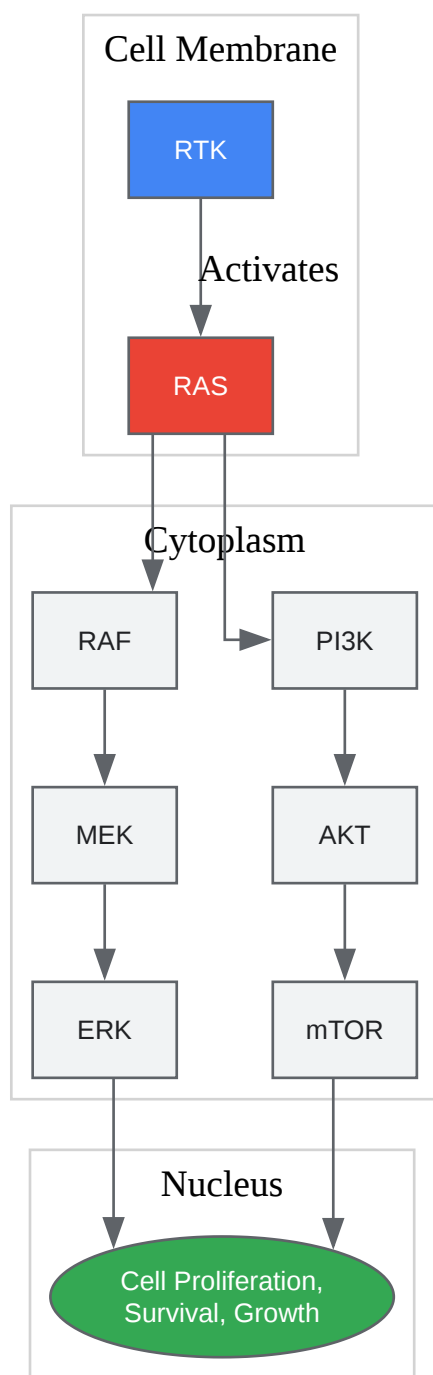 Cell Membrane
RTK
Activates
RAS
Cytoplasm
RAF
PI3K
MEK
AKT
ERK
mTOR
Nucleus
Cell Proliferation,
Survival, Growth